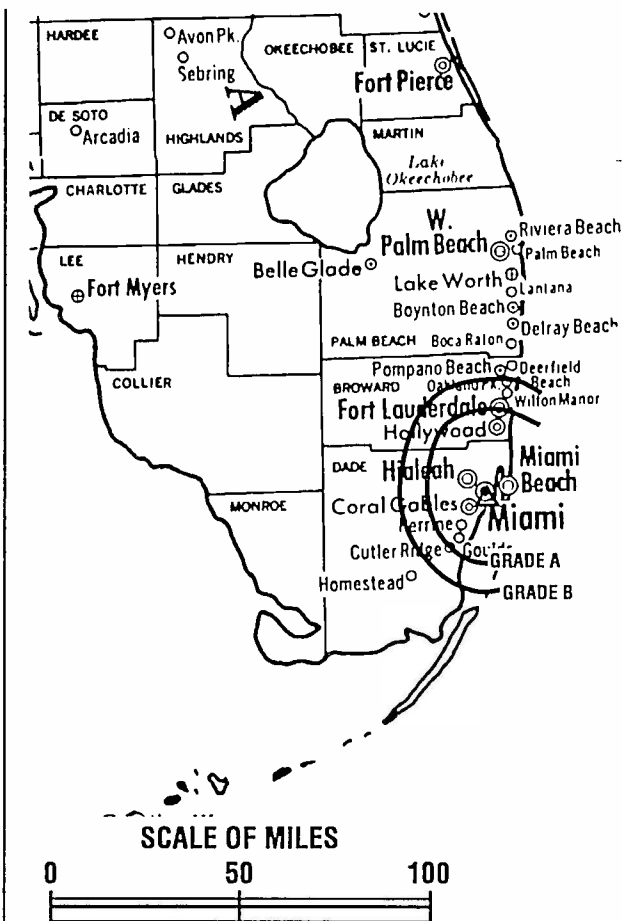 HARDEE
Avon Pk.
OKEECHOBEE
ST. LUCIE
Sebring
Fort Pierce
A
DE SOTO
Arcadia
HIGHLANDS
MARTIN
Lake
Okeechobee
CHARLOTTE
GLADES
W.
Palm Beach
Riviera Beach
Palm Beach
LEE
HENDRY
Belle Glade
Fort Myers
Lake Worth
Lantana
Boynton Beach
Delray Beach
PALM BEACH
Boca Raton
COLLIER
Pompano Beach
Deerfield
Beach
BROWARD
Oakland Pk.
Wilton Manor
Fort Lauderdale
Hollywood
DADE
Hialeah
Miami
Beach
MONROE
Coral Gables
Miami
Perrine
Cutler Ridge
Goulds
GRADE A
Homestead
GRADE B
SCALE OF MILES
0 50 100